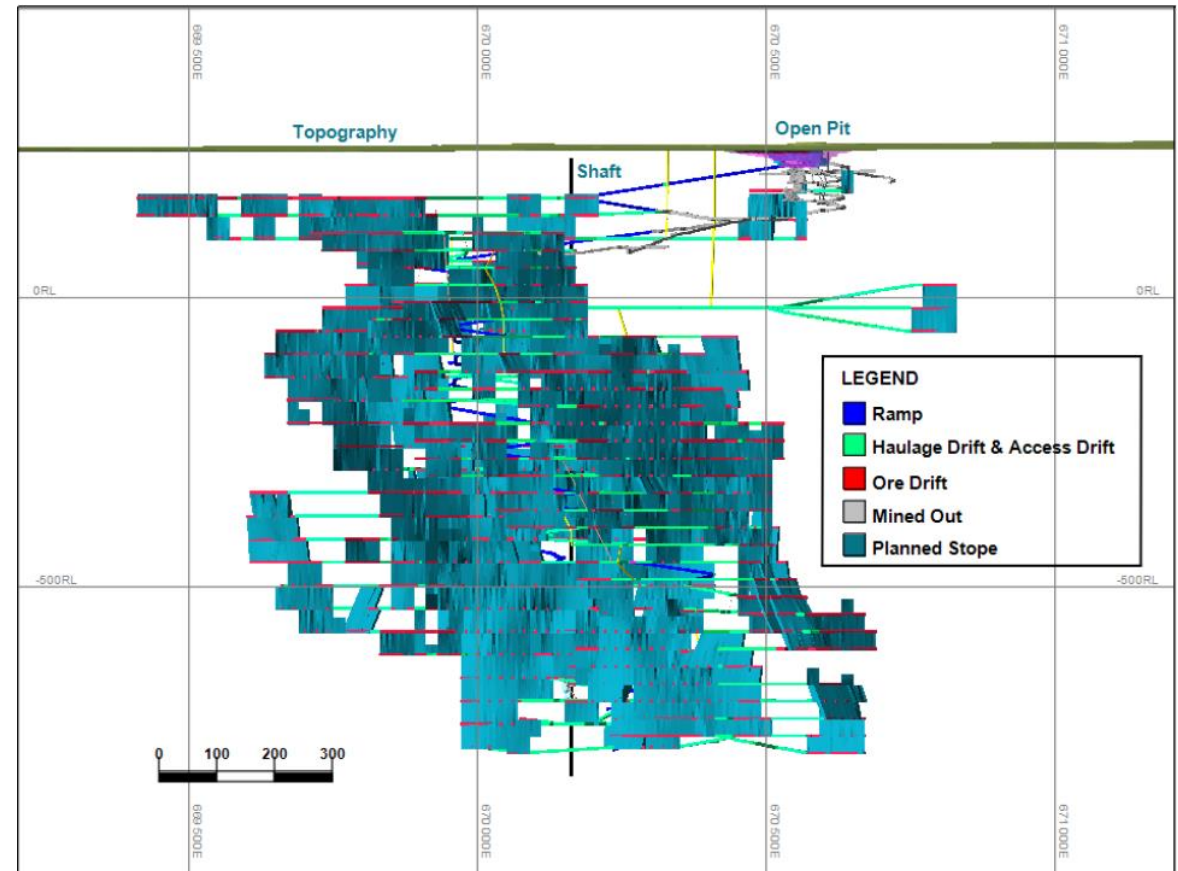 669 500E
670 000E
670 500E
671 000E
Topography
Open Pit
Shaft
0RL
0RL
LEGEND
Ramp
Haulage Drift & Access Drift
Ore Drift
Mined Out
Planned Stope
-500RL
-500RL
0 100 200 300
669 500E
670 000E
670 500E
671 000E